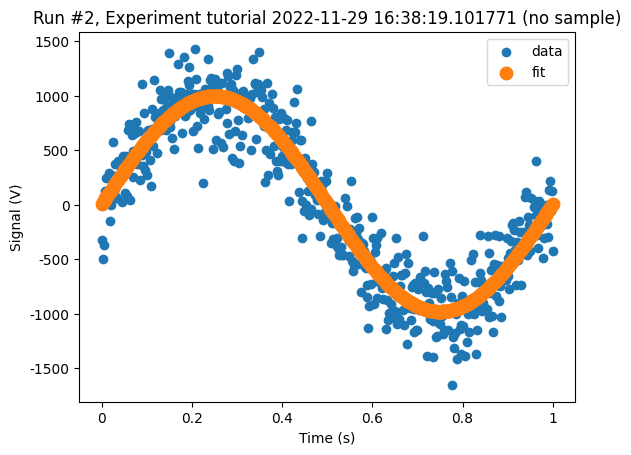 Run #2, Experiment tutorial 2022-11-29 16:38:19.101771 (no sample)
data
fit
Signal (V)
1500
1000
500
0
-500
-1000
-1500
0
0.2
0.4
0.6
0.8
1
Time (s)